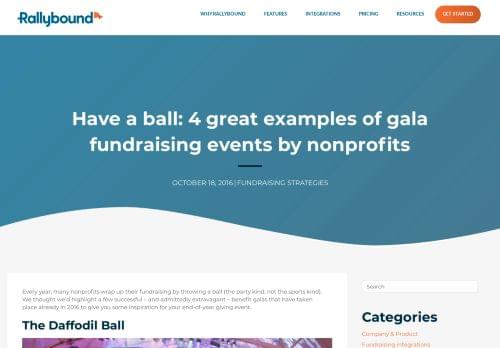 Rallybound
WHY RALLYBOUND FEATURES INTEGRATIONS PRICING RESOURCES GET STARTED
Have a ball: 4 great examples of gala
fundraising events by nonprofits
OCTOBER 18, 2016 | FUNDRAISING STRATEGIES
Every year, many nonprofits wrap up their fundraising by throwing a ball (the party kind, not the sports kind).
We thought we'd highlight a few successful – and admittedly extravagant – benefit galas that have taken
place already in 2016 to give you some inspiration for your end-of-year giving event.
The Daffodil Ball
Search
Categories
Company & Product
Fundraising Integrations